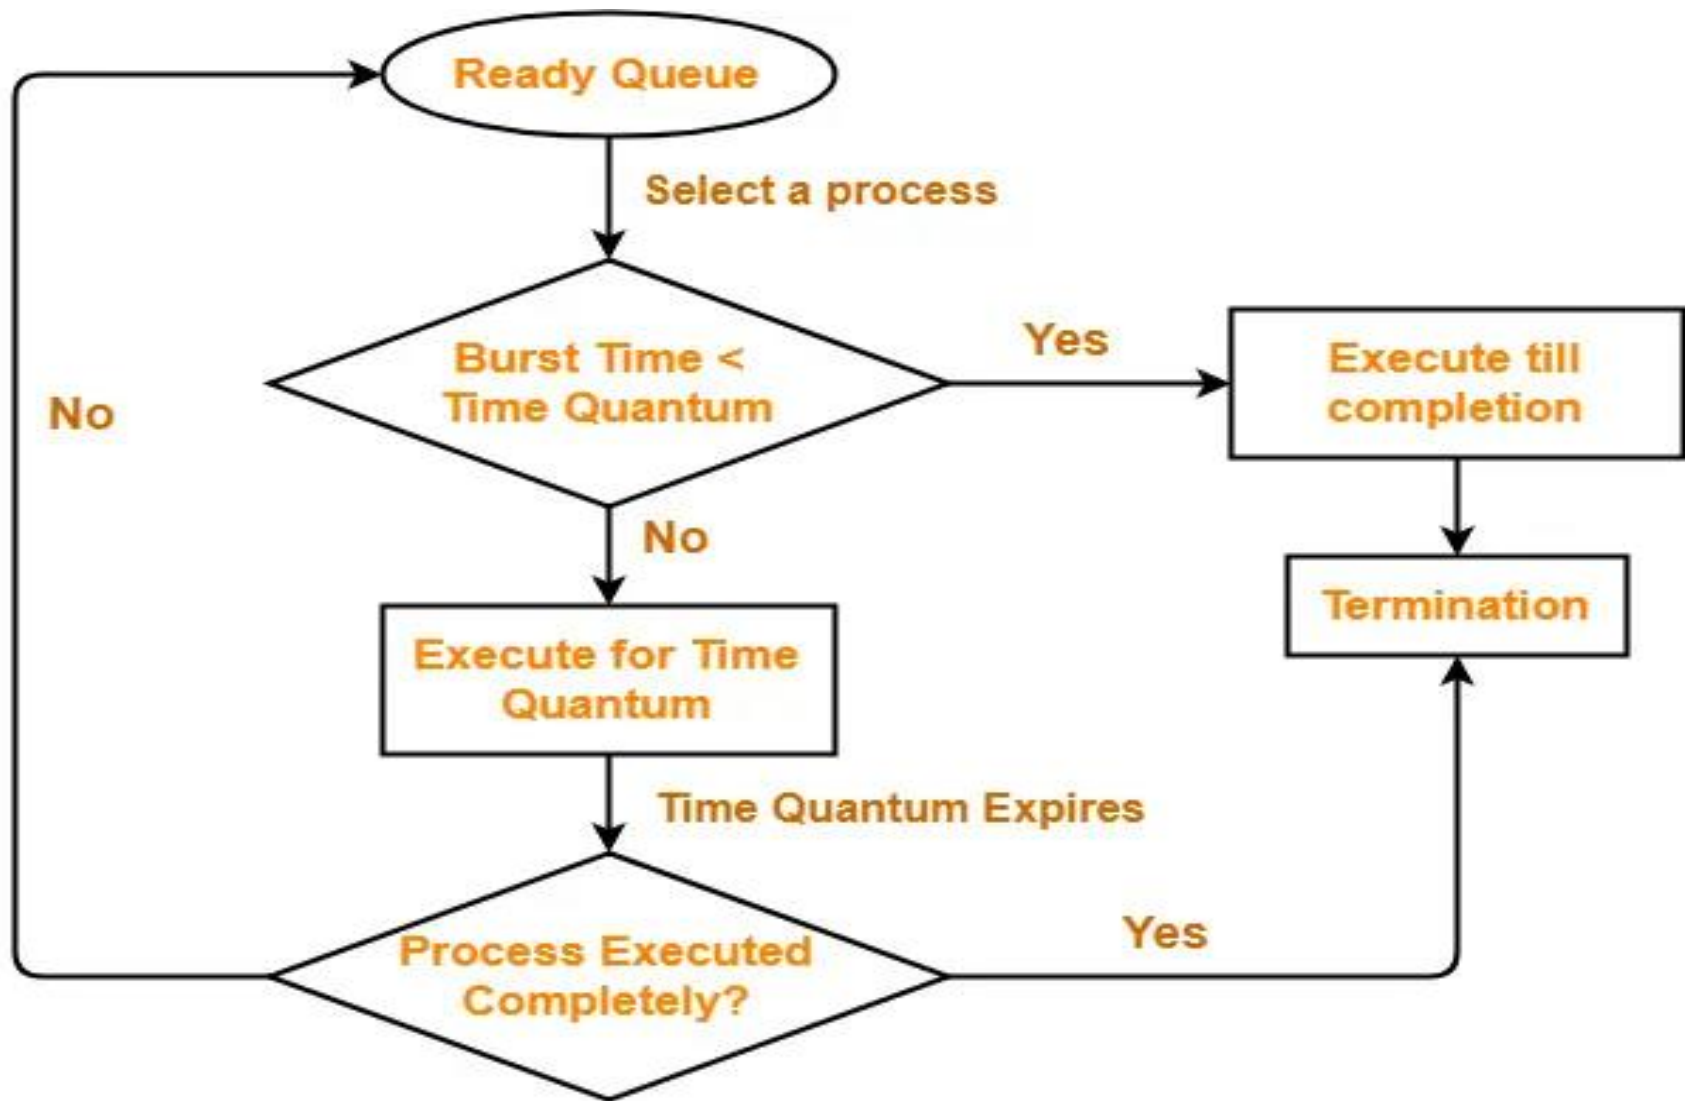 Ready Queue
Select a process
Burst Time <
Time Quantum
Yes
Execute till
completion
No
No
Termination
Execute for Time
Quantum
Time Quantum Expires
Process Executed
Completely?
Yes